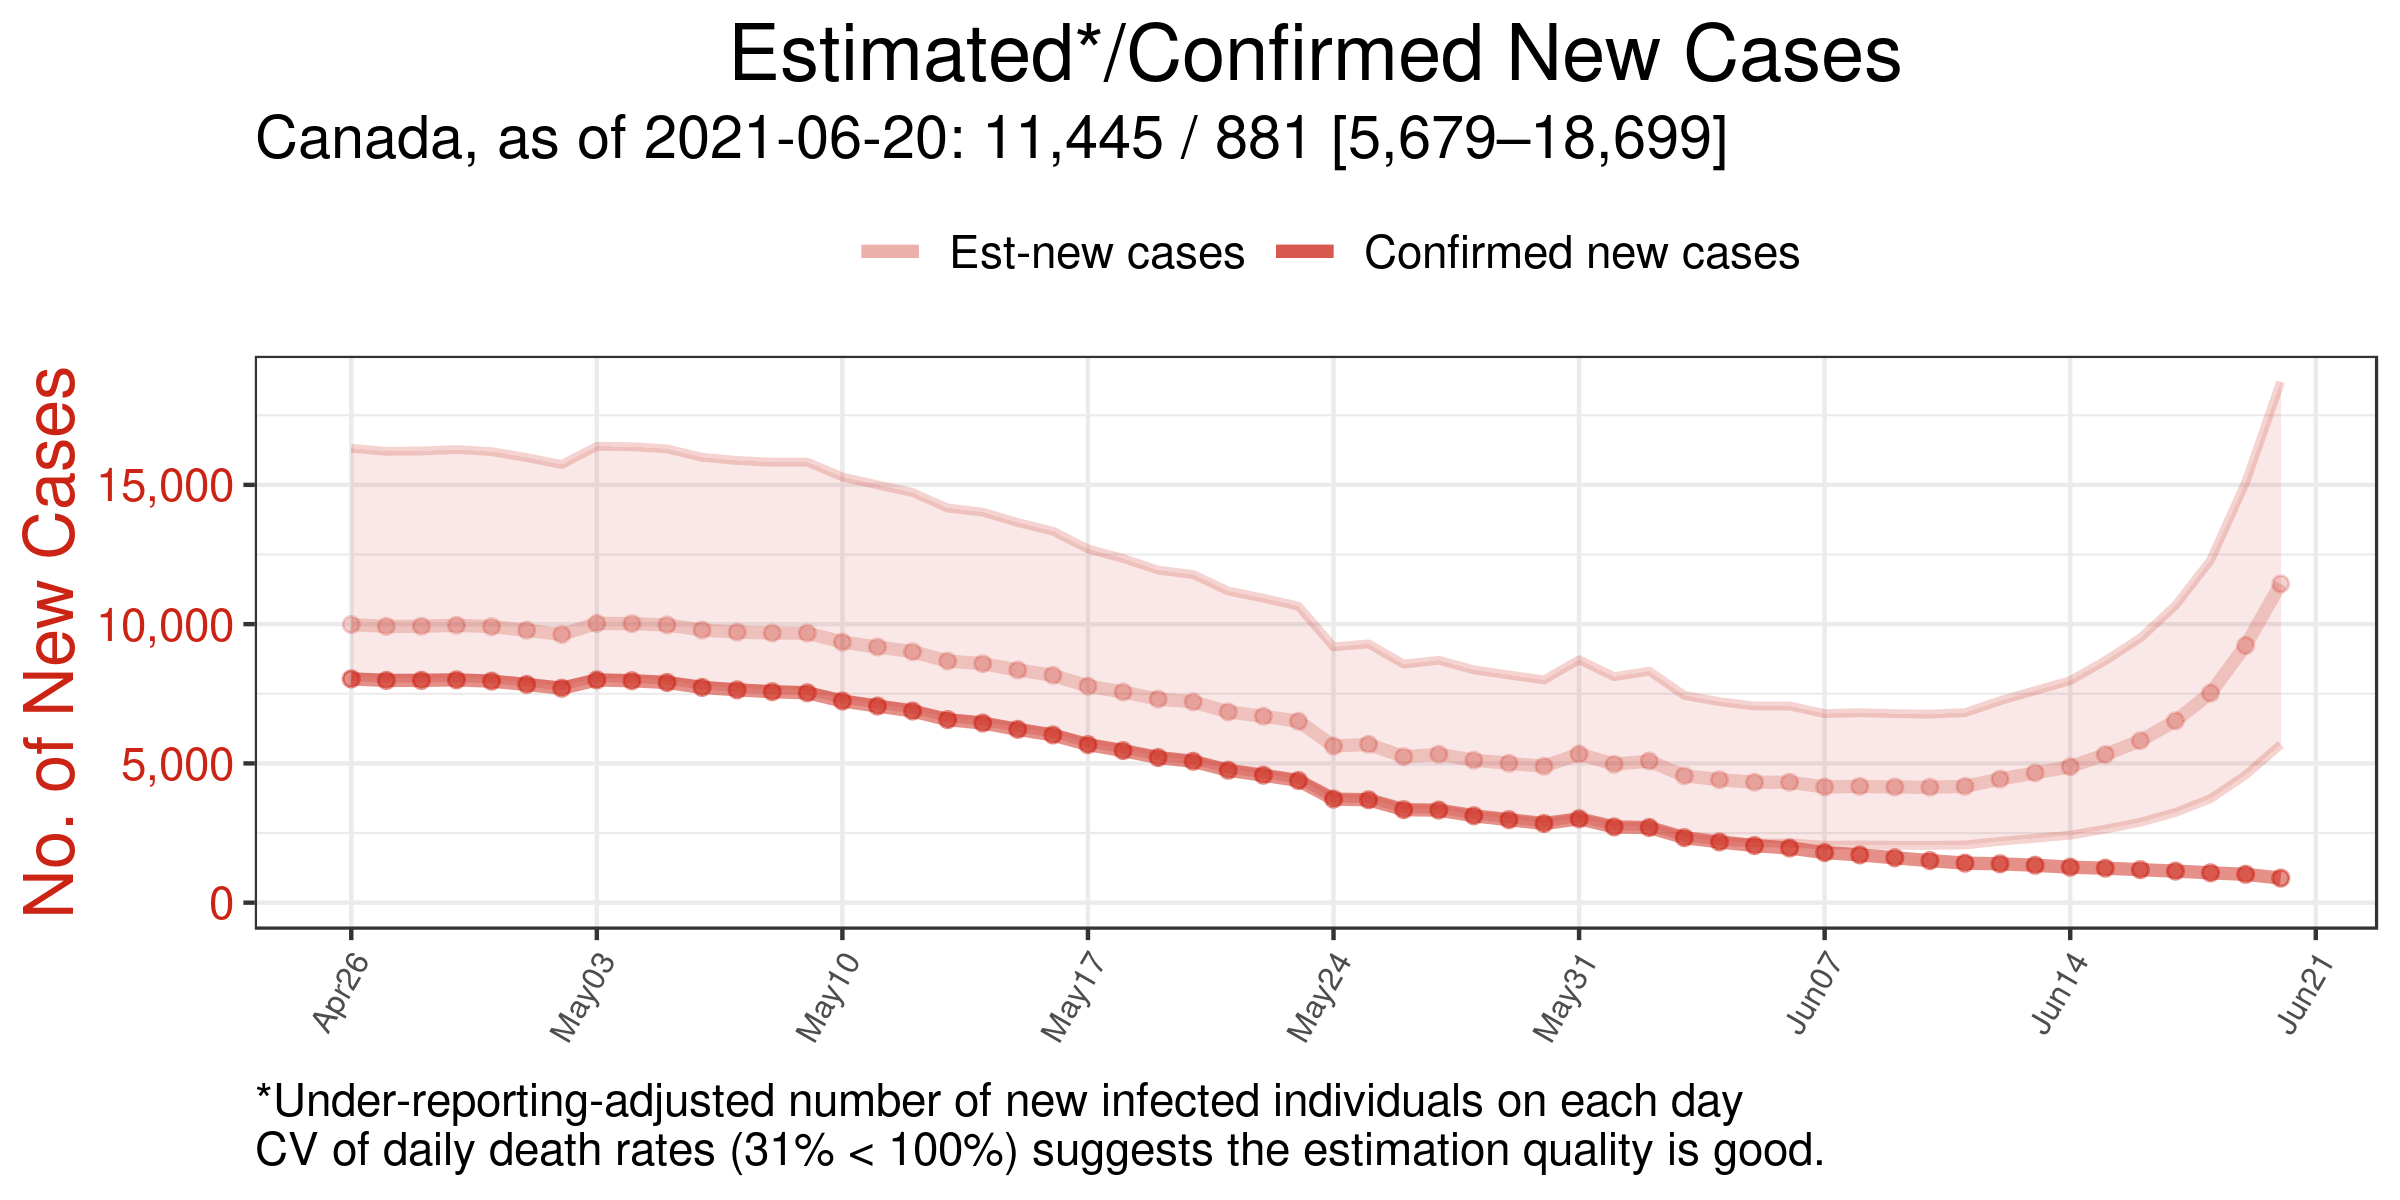 Estimated*/Confirmed New Cases
Canada, as of 2021-06-20: 11,445 / 881 [5,679–18,699]
Est-new cases
Confirmed new cases
No. of New Cases
15,000
10,000
5,000
0
Apr26
May03
May10
May17
May24
May31
Jun07
Jun14
Jun21
*Under-reporting-adjusted number of new infected individuals on each day
CV of daily death rates (31% < 100%) suggests the estimation quality is good.